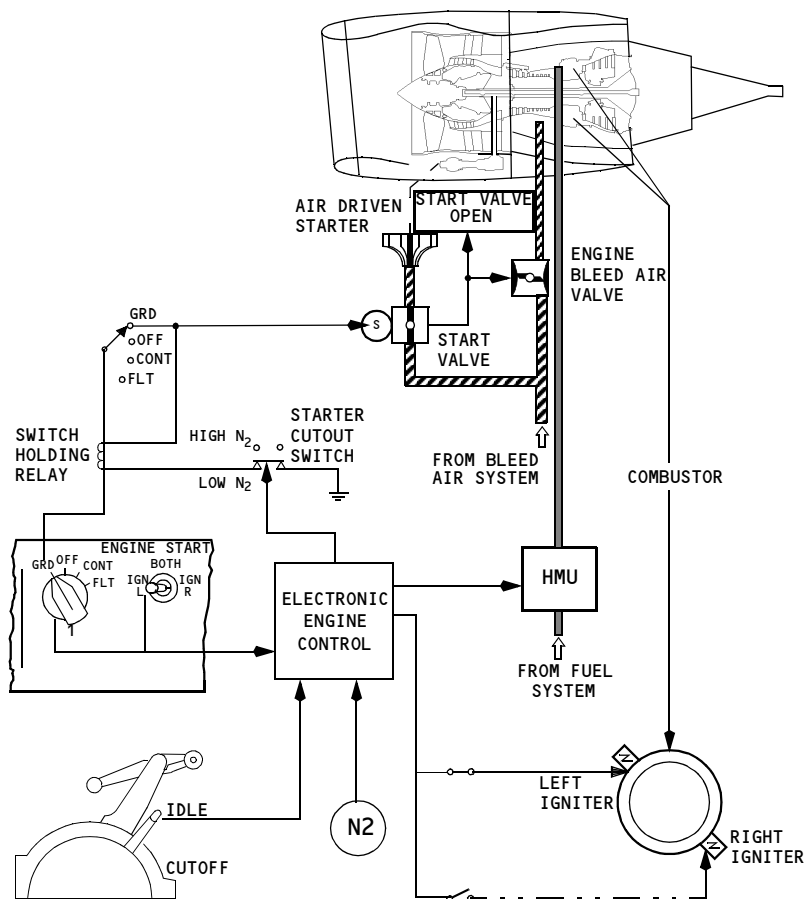 START VALVE
OPEN
AIR DRIVEN
STARTER
ENGINE
BLEED AIR
VALVE
GRD
S
OFF
CONT
FLT
START
VALVE
SWITCH
HOLDING
RELAY
HIGH N2
LOW N2
STARTER
CUTOUT
SWITCH
FROM BLEED
AIR SYSTEM
COMBUSTOR
ENGINE START
GRD
OFF
CONT
FLT
BOTH
IGN
L
IGN
R
ELECTRONIC
ENGINE
CONTROL
HMU
FROM FUEL
SYSTEM
IDLE
CUTOFF
N2
LEFT
IGNITER
RIGHT
IGNITER